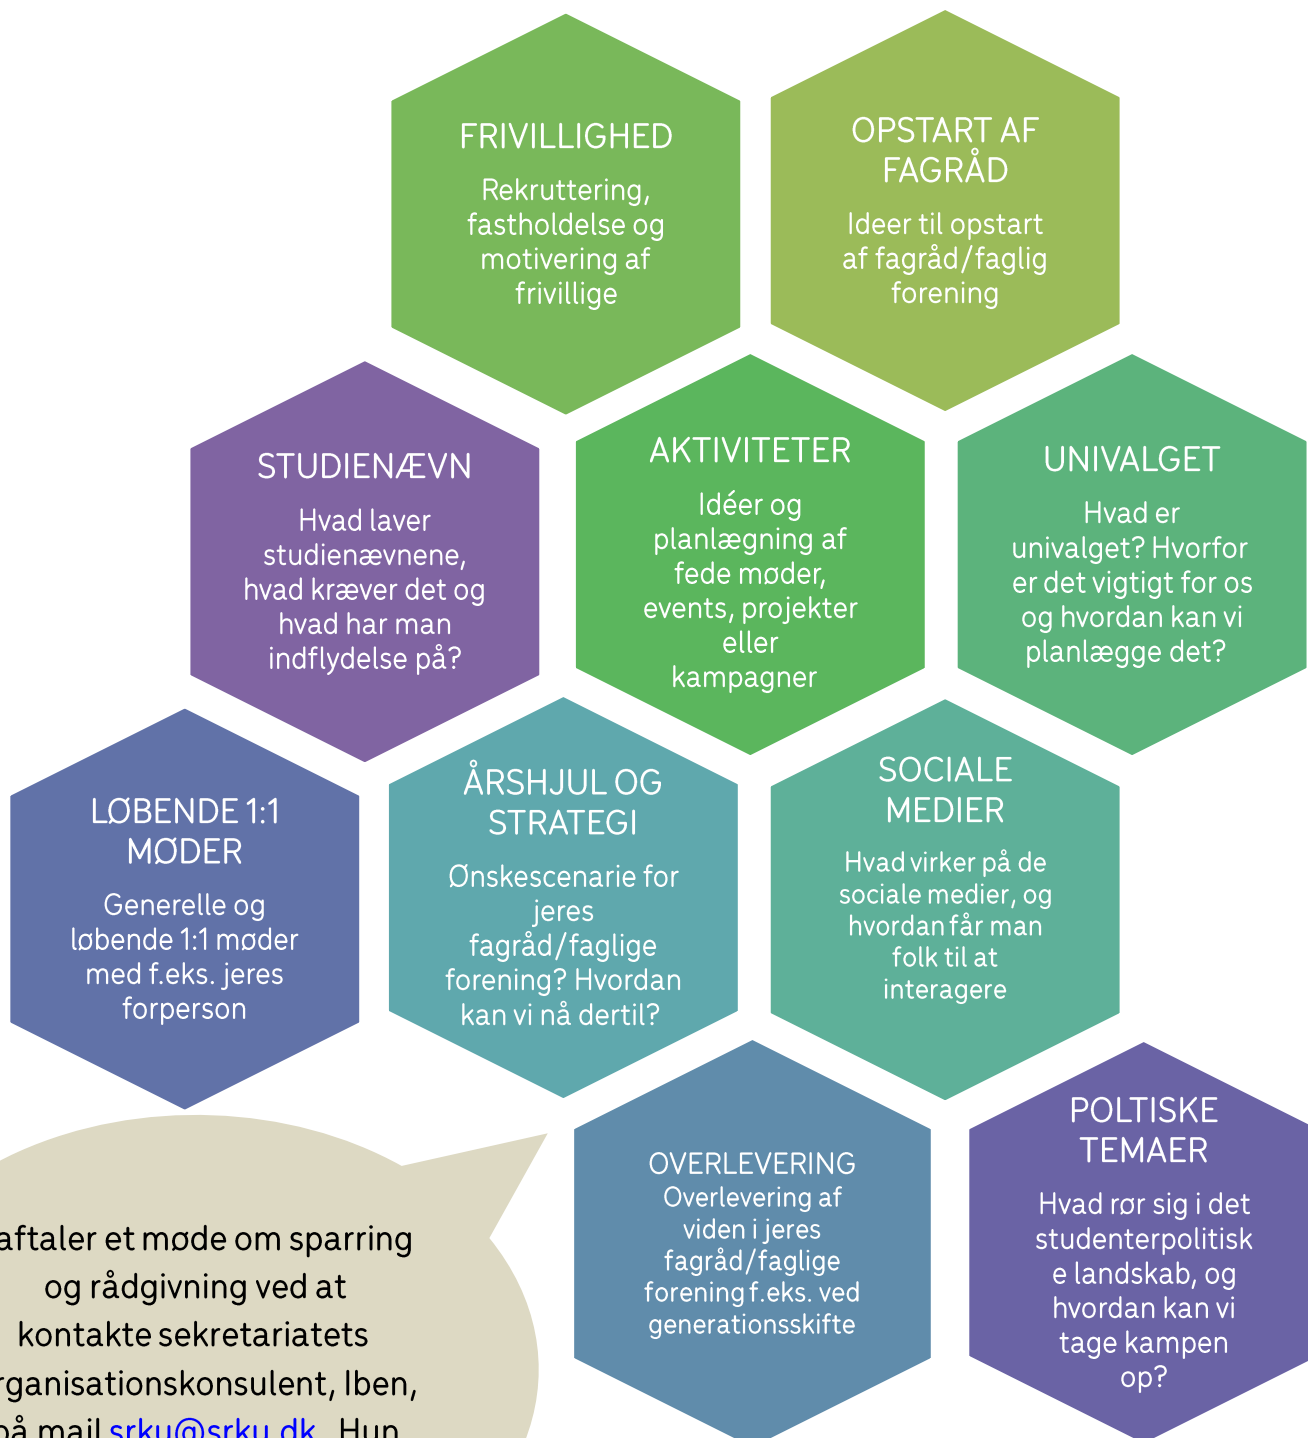 FRIVILLIGHED
Rekruttering,
fastholdelse og
motivering af
frivillige
OPSTART AF
FAGRÅD
Ideer til opstart
af fagråd/faglig
forening
STUDIENÆVN
Hvad laver
studienævnene,
hvad kræver det og
hvad har man
indflydelse på?
AKTIVITETER
Idéer og
planlægning af
fede møder,
events, projekter
eller
kampagner
UNIVALGET
Hvad er
univalget? Hvorfor
er det vigtigt for os
og hvordan kan vi
planlægge det?
LØBENDE 1:1
MØDER
Generelle og
løbende 1:1 møder
med f.eks. jeres
forperson
ÅRSHJUL OG
STRATEGI
Ønskescenarie for
jeres
fagråd/faglige
forening? Hvordan
kan vi nå dertil?
SOCIALE
MEDIER
Hvad virker på de
sociale medier, og
hvordan får man
folk til at
interagere
OVERLEVERING
Overlevering af
viden i jeres
fagråd/faglige
forening f.eks. ved
generationsskifte
POLTISKE
TEMAER
Hvad rør sig i det
studenterpolitisk
e landskab, og
hvordan kan vi
tage kampen
op?
aftaler et møde om sparring
og rådgivning ved at
kontakte sekretariatets
rganisationskonsulent, Iben,
på mail srku@srku.dk. Hun